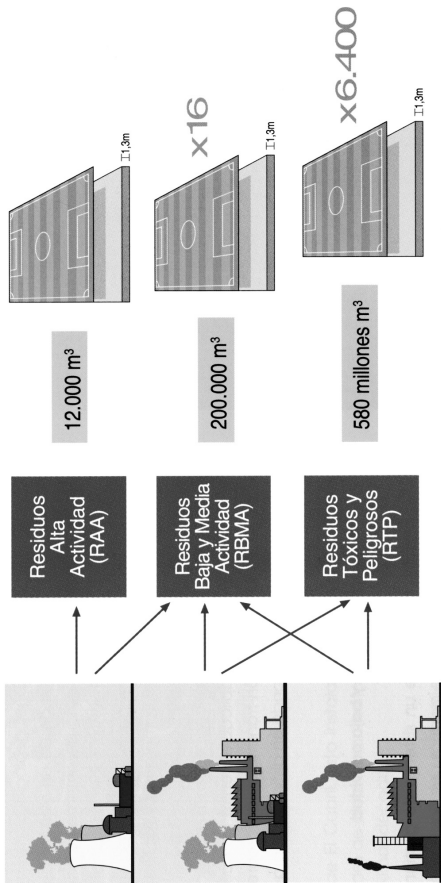 Residuos
Alta
Actividad
(RAA)
12.000 m³
1,3m
Residuos
Baja y Media
Actividad
(RBMA)
200.000 m³
x16
1,3m
Residuos
Tóxicos y
Peligrosos
(RTP)
580 millones m³
x6.400
1,3m